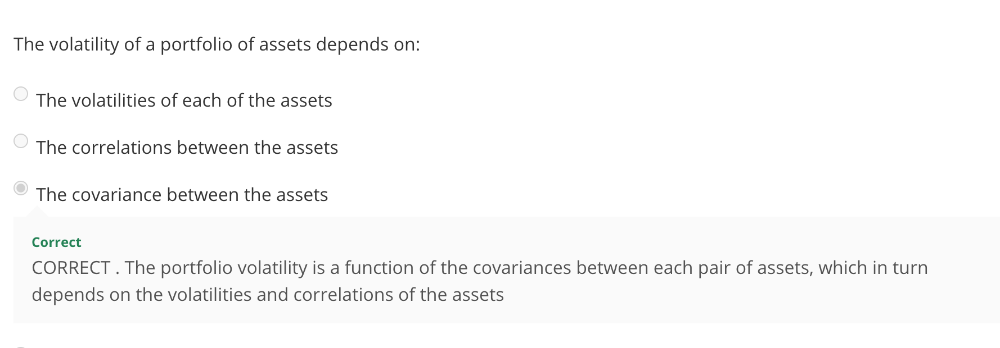 The volatility of a portfolio of assets depends on:
The volatilities of each of the assets
The correlations between the assets
The covariance between the assets
Correct
CORRECT . The portfolio volatility is a function of the covariances between each pair of assets, which in turn
depends on the volatilities and correlations of the assets